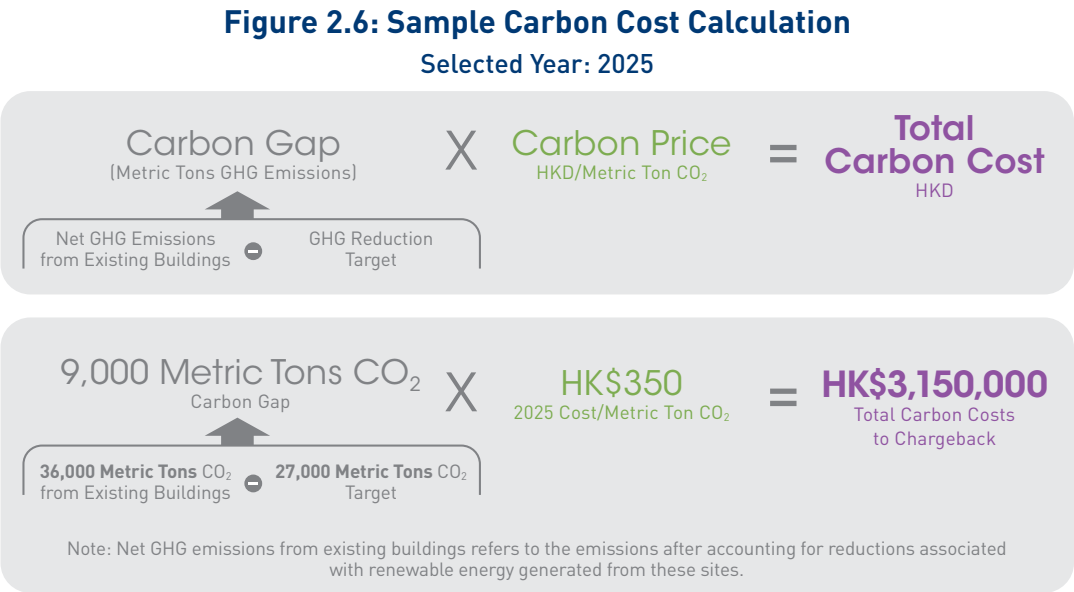 Figure 2.6: Sample Carbon Cost Calculation
Selected Year: 2025
Carbon Gap
(Metric Tons GHG Emissions)
X
Carbon Price
HKD/Metric Ton CO₂
=
Total
Carbon Cost
HKD
Net GHG Emissions
from Existing Buildings
−
GHG Reduction
Target
9,000 Metric Tons CO₂
Carbon Gap
X
HK$350
2025 Cost/Metric Ton CO₂
=
HK$3,150,000
Total Carbon Costs
to Chargeback
36,000 Metric Tons CO₂
from Existing Buildings
−
27,000 Metric Tons CO₂
Target
Note: Net GHG emissions from existing buildings refers to the emissions after accounting for reductions associated
with renewable energy generated from these sites.